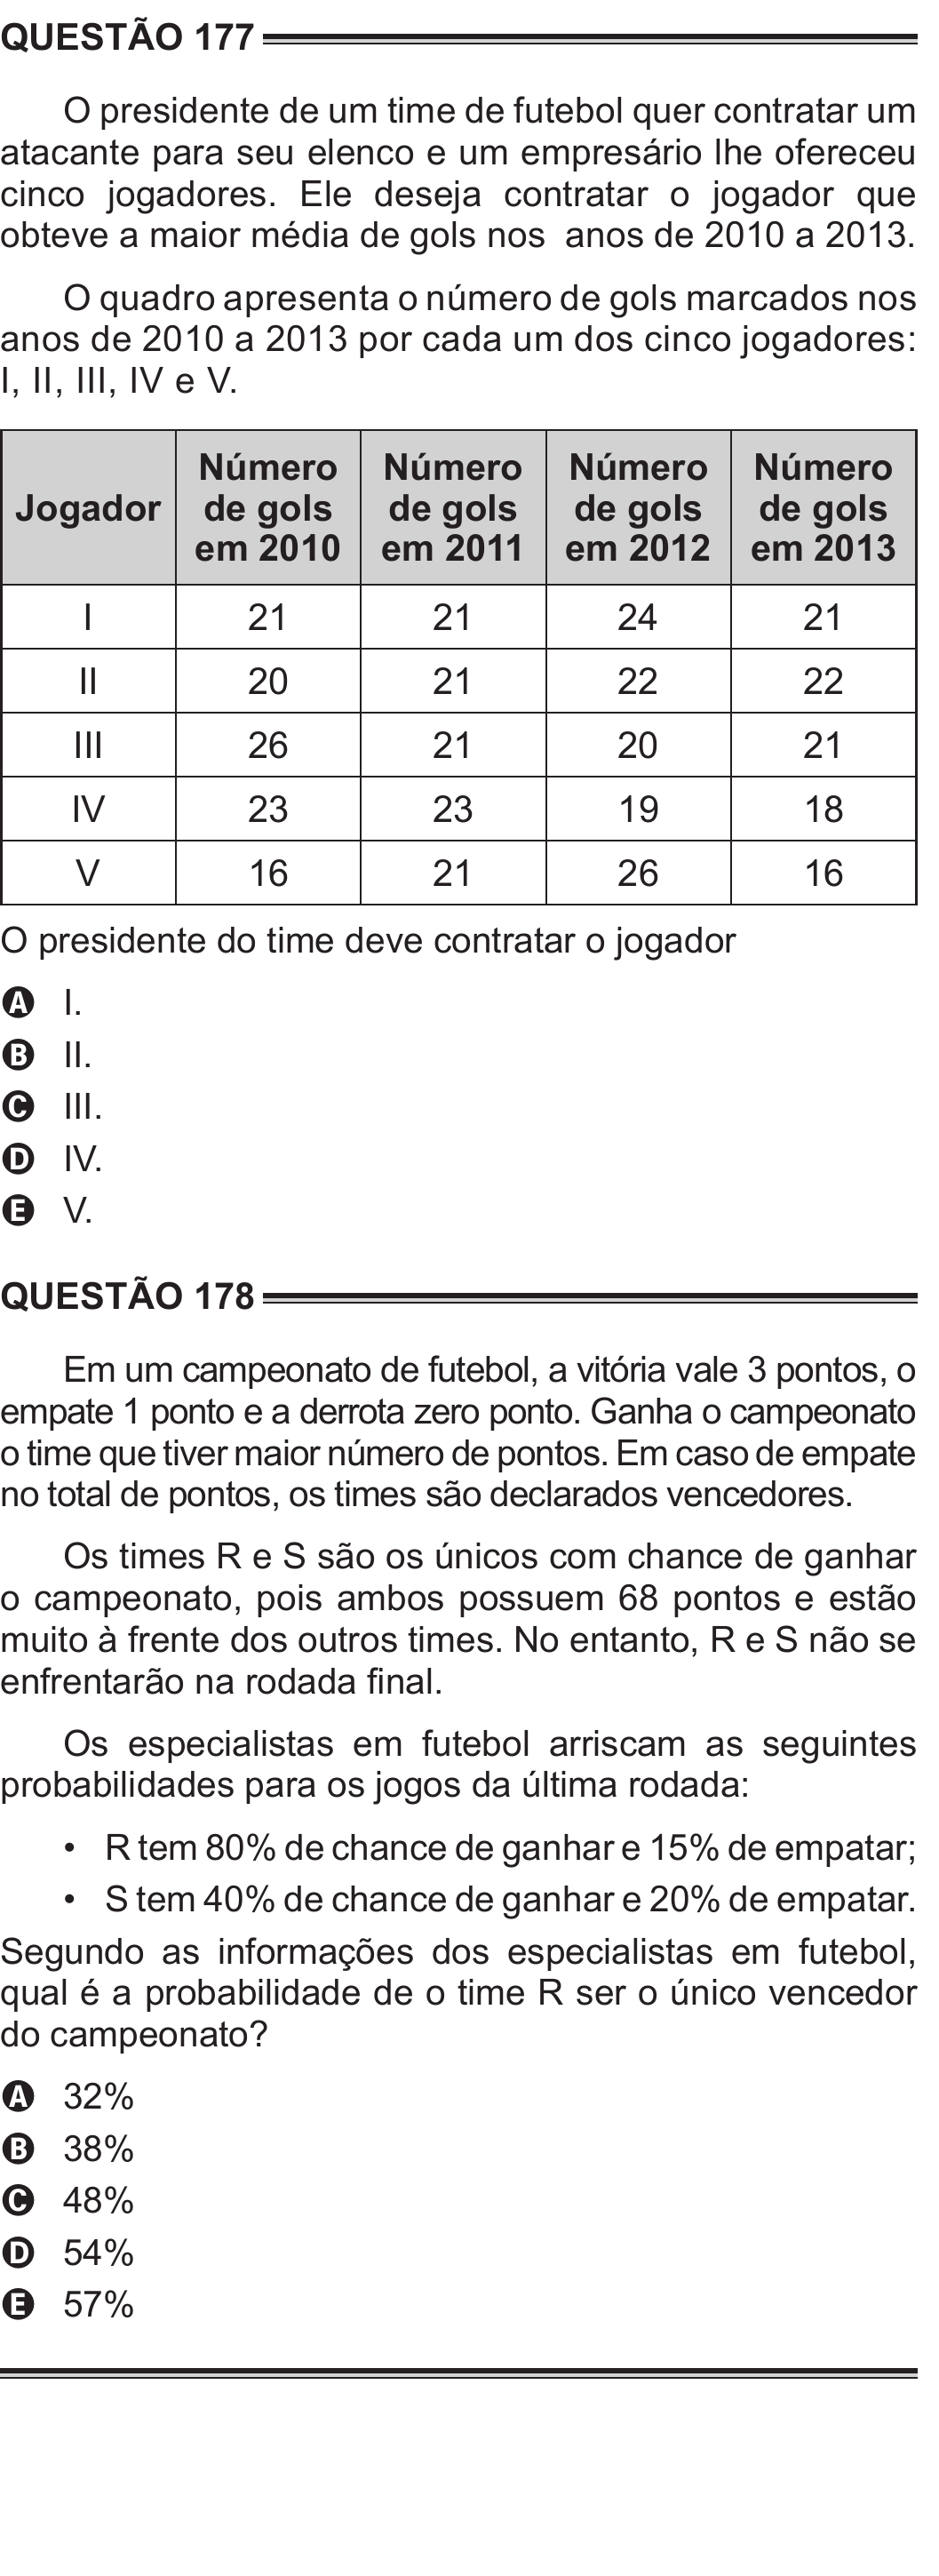 QUESTÃO 177
O presidente de um time de futebol quer contratar um
atacante para seu elenco e um empresário lhe ofereceu
cinco jogadores. Ele deseja contratar o jogador que
obteve a maior média de gols nos anos de 2010 a 2013.
O quadro apresenta o número de gols marcados nos
anos de 2010 a 2013 por cada um dos cinco jogadores:
I, II, III, IV e V.
Jogador Número de gols em 2010 Número de gols em 2011 Número de gols em 2012 Número de gols em 2013
I 21 21 24 21
II 20 21 22 22
III 26 21 20 21
IV 23 23 19 18
V 16 21 26 16
O presidente do time deve contratar o jogador
A I.
B II.
C III.
D IV.
E V.
QUESTÃO 178
Em um campeonato de futebol, a vitória vale 3 pontos, o
empate 1 ponto e a derrota zero ponto. Ganha o campeonato
o time que tiver maior número de pontos. Em caso de empate
no total de pontos, os times são declarados vencedores.
Os times R e S são os únicos com chance de ganhar
o campeonato, pois ambos possuem 68 pontos e estão
muito à frente dos outros times. No entanto, R e S não se
enfrentarão na rodada final.
Os especialistas em futebol arriscam as seguintes
probabilidades para os jogos da última rodada:
• R tem 80% de chance de ganhar e 15% de empatar;
• S tem 40% de chance de ganhar e 20% de empatar.
Segundo as informações dos especialistas em futebol,
qual é a probabilidade de o time R ser o único vencedor
do campeonato?
A 32%
B 38%
C 48%
D 54%
E 57%